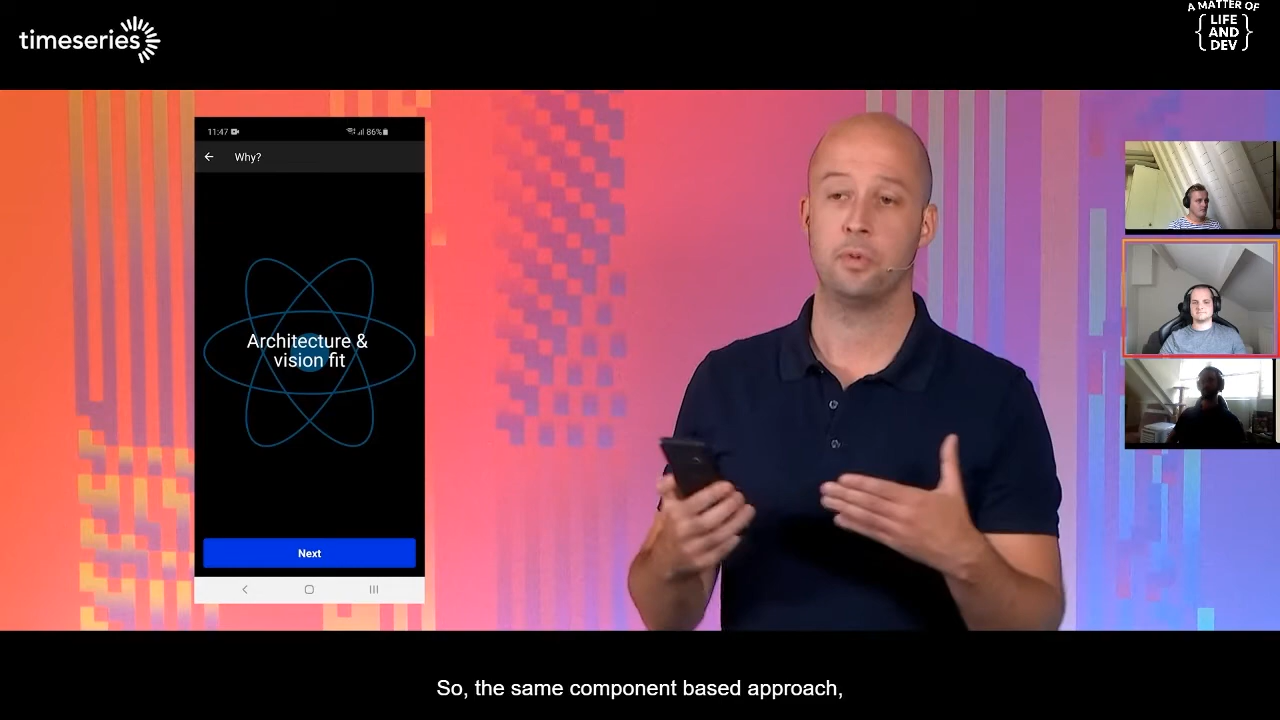 timeseries
A MATTER OF
LIFE
AND
DEV
11:47
86%
Why?
Architecture &
vision fit
Next
So, the same component based approach,